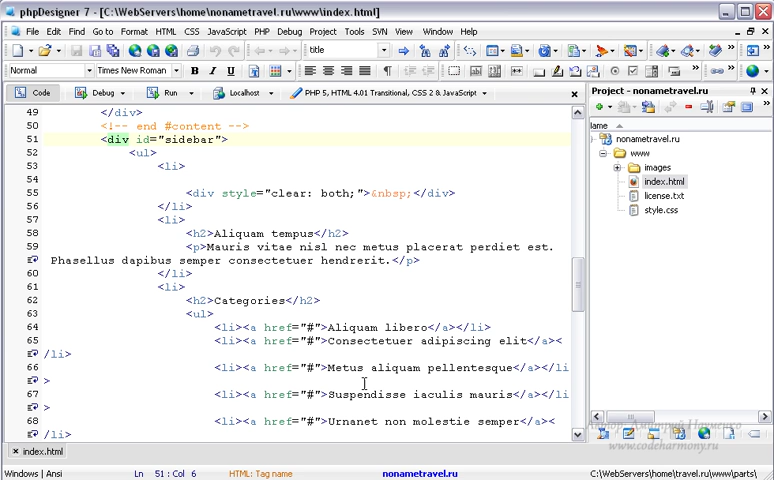 phpDesigner 7 - [C:\WebServers\home\nonametravel.ru\www\index.html]
File Edit Find Go to Format HTML CSS JavaScript PHP Debug Project Tools View Window Help
title
Normal Times New Roman B I U
Code Debug Run Localhost PHP 5, HTML 4.01 Transitional, CSS 2 & JavaScript
49 </div>
50 <!-- end #content -->
51 <div id="sidebar">
52 <ul>
53 <li>
54
55 <div style="clear: both;">&nbsp;</div>
56 </li>
57 <li>
58 <h2>Aliquam tempus</h2>
59 <p>Mauris vitae nisl nec metus placerat perdiet est.
Phasellus dapibus semper consectetuer hendrerit.</p>
60 </li>
61 <li>
62 <h2>Categories</h2>
63 <ul>
64 <li><a href="#">Aliquam libero</a></li>
65 <li><a href="#">Consectetuer adipiscing elit</a><
/li>
66 <li><a href="#">Metus aliquam pellentesque</a></li
>
67 <li><a href="#">Suspendisse iaculis mauris</a></li
>
68 <li><a href="#">Urnanet non molestie semper</a><
/li>
Project - nonametravel.ru
lame
nonametravel.ru
www
images
index.html
license.txt
style.css
Автор: Дмитрий Науменко
www.codeharmony.ru
index.html
Windows | Ansi Ln 51 : Col 6 HTML: Tag name nonametravel.ru C:\WebServers\home\travel.ru\www\parts\